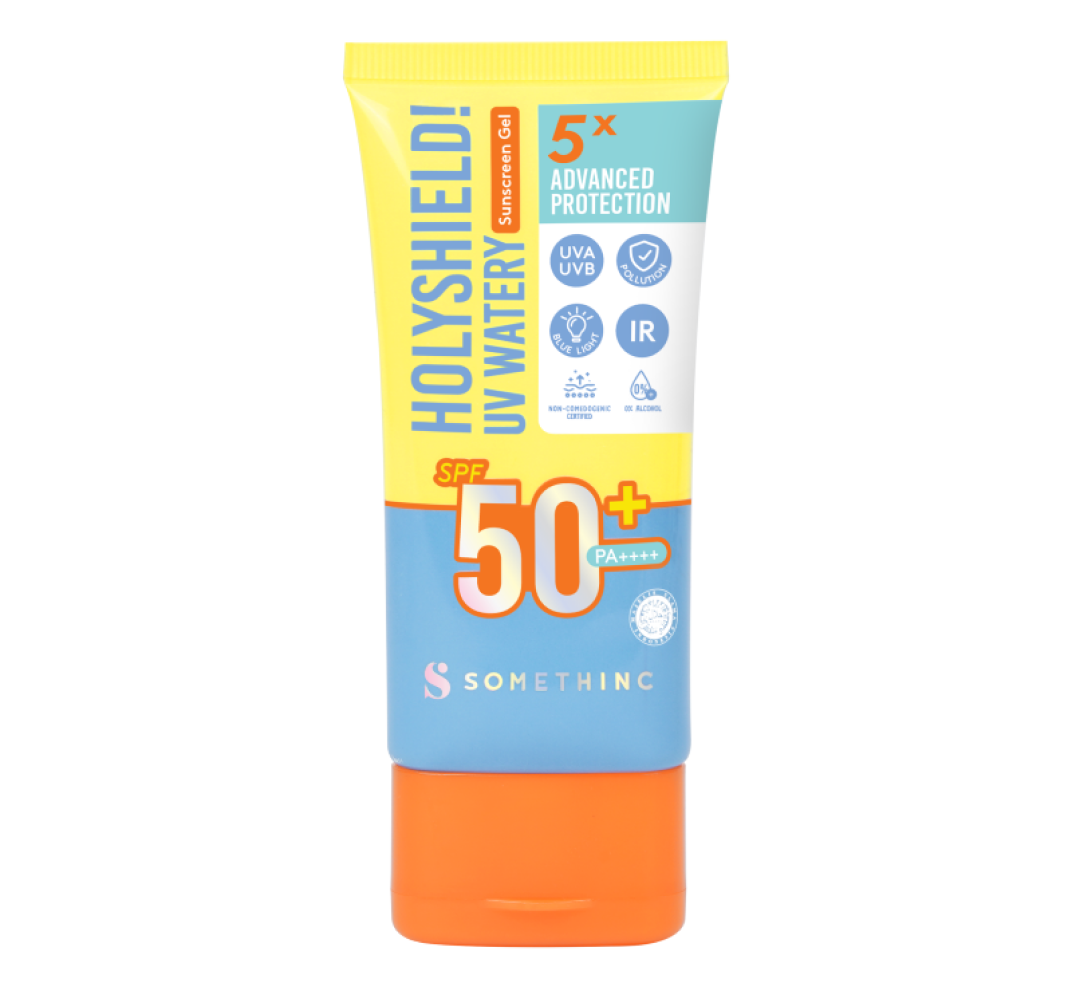 HOLYSHIELD!
UV WATERY
Sunscreen Gel
5x
ADVANCED
PROTECTION
UVA
UVB
POLLUTION
BLUE LIGHT
IR
NON-COMEDOGENIC
CERTIFIED
0%
0% ALCOHOL
SPF
50+
PA++++
S SOMETHINC